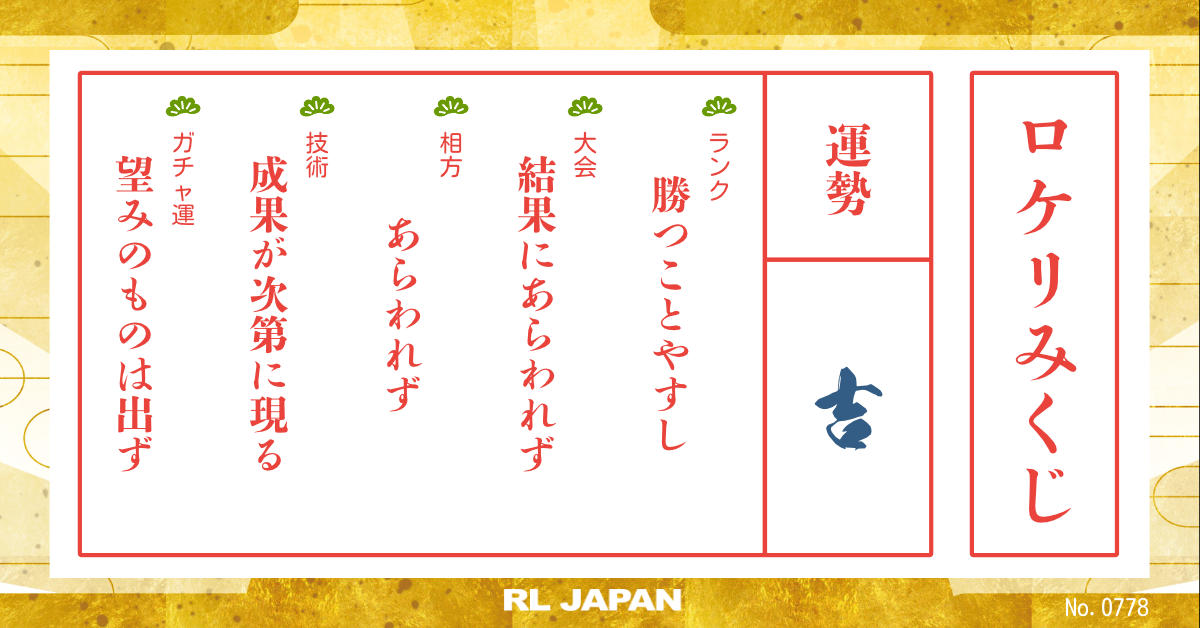 ロケリみくじ
運勢
吉
ランク
勝つことやすし
大会
結果にあらわれず
相方
あらわれず
技術
成果が次第に現る
ガチャ運
望みのものは出ず
RL JAPAN
No. 0778